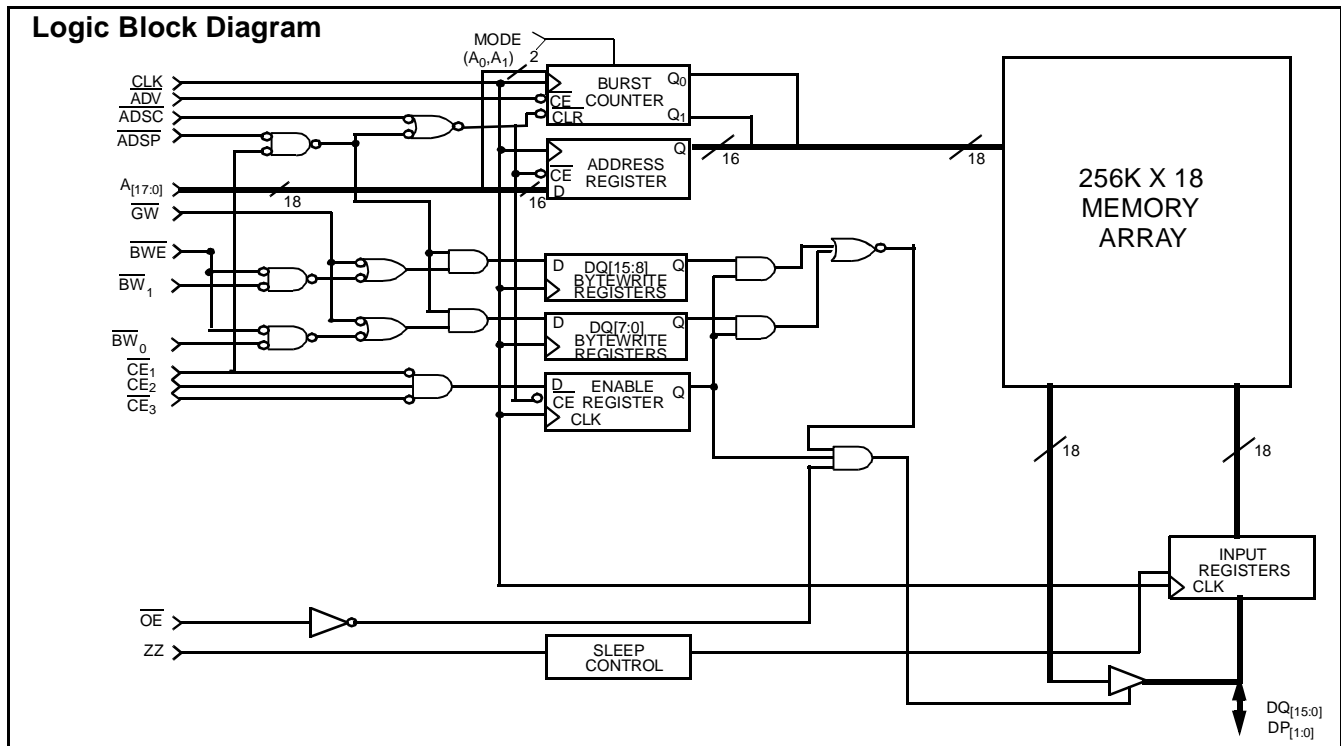 Logic Block Diagram
MODE
(A0,A1)
2
CLK
ADV
ADSC
ADSP
A[17:0]
18
GW
BWE
BW1
BW0
CE1
CE2
CE3
OE
ZZ
BURST
COUNTER
CE
CLR
Q0
Q1
ADDRESS
REGISTER
CE
D
Q
16
16
18
256K X 18
MEMORY
ARRAY
D
DQ[15:8]
BYTEWRITE
REGISTERS
Q
D
DQ[7:0]
BYTEWRITE
REGISTERS
Q
D
ENABLE
CE
REGISTER
CLK
Q
18
18
INPUT
REGISTERS
CLK
SLEEP
CONTROL
DQ[15:0]
DP[1:0]